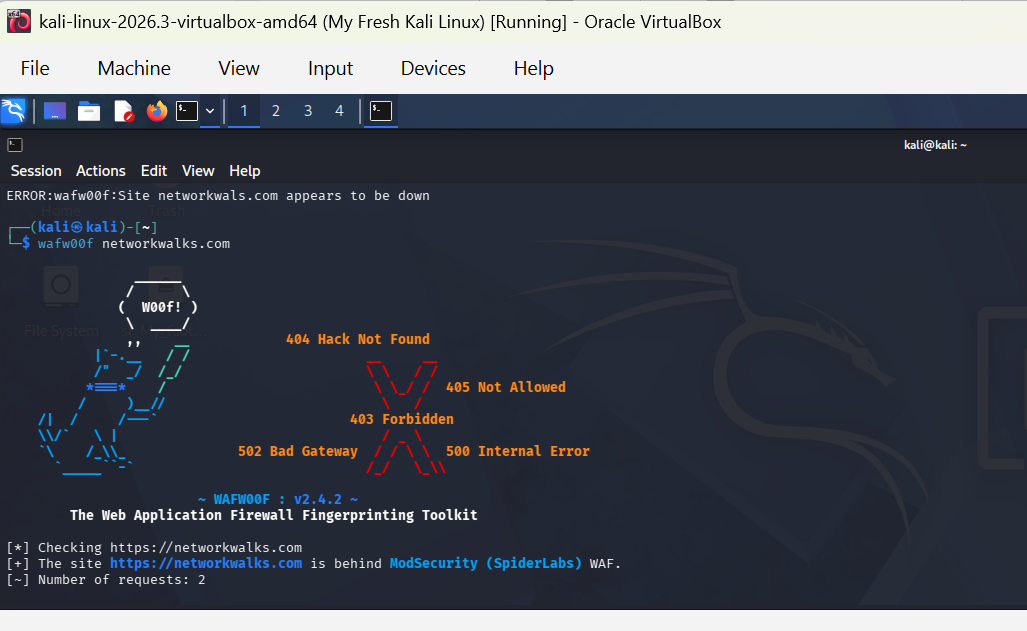 kali-linux-2026.3-virtualbox-amd64 (My Fresh Kali Linux) [Running] - Oracle VirtualBox
File Machine View Input Devices Help
1 2 3 4
kali@kali: ~
Session Actions Edit View Help
ERROR:wafw00f:Site networkwals.com appears to be down
Home Trash
┌──(kali㉿kali)-[~]
└─$ wafw00f networkwalks.com
W00f!
File System
404 Hack Not Found
405 Not Allowed
403 Forbidden
502 Bad Gateway 500 Internal Error
~ WAFW00F : v2.4.2 ~
The Web Application Firewall Fingerprinting Toolkit
[*] Checking https://networkwalks.com
[+] The site https://networkwalks.com is behind ModSecurity (SpiderLabs) WAF.
[~] Number of requests: 2